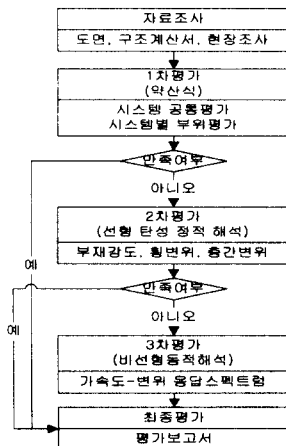 자료조사
도면, 구조계산서, 현장조사
1차평가
(약산식)
시스템 공통평가
시스템별 부위평가
만족여부
아니오
2차평가
(선형 탄성 정적 해석)
부재강도, 횡변위, 층간변위
예
만족여부
아니오
예
3차평가
(비선형동적해석)
가속도-변위 응답스펙트럼
최종평가
평가보고서